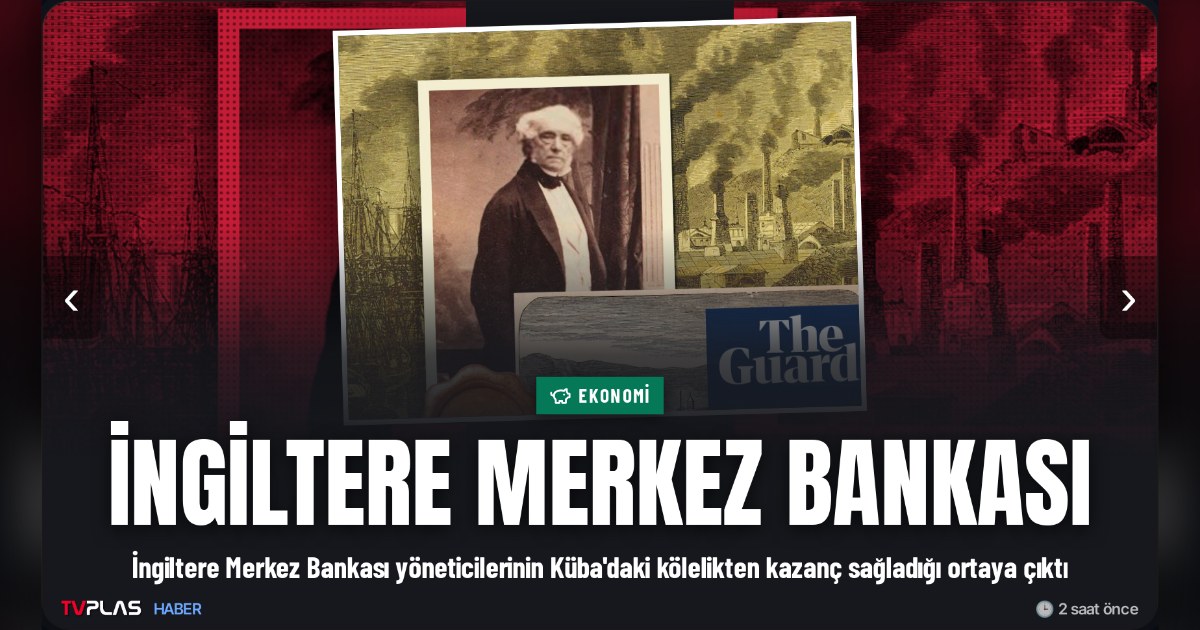 The
Guard
EKONOMİ
İNGİLTERE MERKEZ BANKASI
İngiltere Merkez Bankası yöneticilerinin Küba'daki kölelikten kazanç sağladığı ortaya çıktı
TVPLAS HABER
2 saat önce